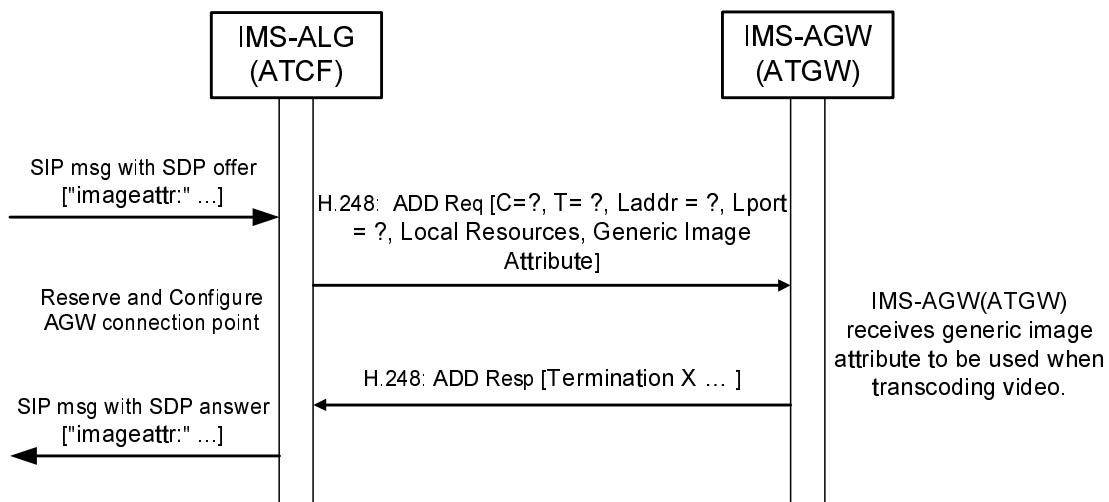 IMS-ALG
(ATCF)
IMS-AGW
(ATGW)
SIP msg with SDP offer
["imageattr:" ...]
H.248: ADD Req [C=?, T= ?, Laddr = ?, Lport
= ?, Local Resources, Generic Image
Attribute]
Reserve and Configure
AGW connection point
IMS-AGW(ATGW)
receives generic image
attribute to be used when
transcoding video.
H.248: ADD Resp [Termination X ... ]
SIP msg with SDP answer
["imageattr:" ...]